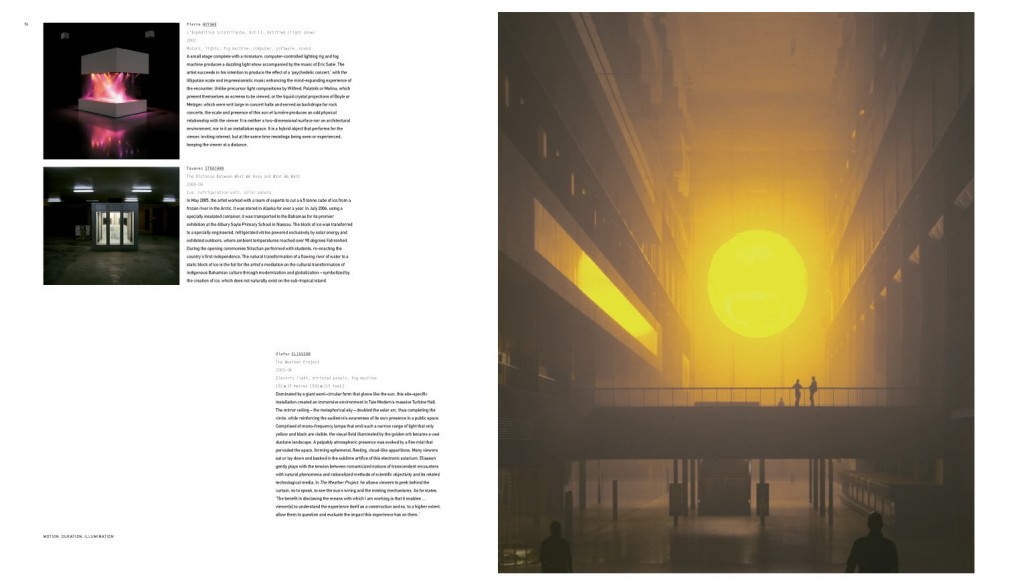 Pierre HUYGHE
L'Expédition Scintillante, Act II, Untitled (light show)
2002
Motors, lights, fog machine, computer, software, sound
A small stage complete with a miniature, computer-controlled lighting rig and fog
machine produces a dazzling light show accompanied by the music of Eric Satie. The
artist succeeds in his intention to produce the effect of a 'psychedelic concert,' with the
lilliputian scale and impressionistic music enhancing the mind-expanding experience of
the encounter. Unlike precursor light compositions by Wilfred, Palatnik or Malina, which
present themselves as screens to be viewed, or the liquid crystal projections of Boyle or
Metzger, which were writ large in concert halls and served as backdrops for rock
concerts, the scale and presence of this son et lumière produces an odd physical
relationship with the viewer. It is neither a two-dimensional surface nor an architectural
environment, nor is it an installation space. It is a hybrid object that performs for the
viewer, inviting interest, but at the same time resisting being seen or experienced,
keeping the viewer at a distance.
Tavares STRACHAN
The Distance Between What We Have and What We Want
2005-06
Ice, refrigeration unit, solar panels
In May 2005, the artist worked with a team of experts to cut a 4.5 tonne cube of ice from a
frozen river in the Arctic. It was stored in Alaska for over a year. In July 2006, using a
specially insulated container, it was transported to the Bahamas for its premier
exhibition at the Albury Sayle Primary School in Nassau. The block of ice was transferred
to a specially engineered, refrigerated vitrine powered exclusively by solar energy and
exhibited outdoors, where ambient temperatures reached over 90 degrees Fahrenheit.
During the opening ceremonies Strachan performed with students, re-enacting the
country's first independence. The natural transformation of a flowing river of water to a
static block of ice is the foil for the artist's mediation on the cultural transformation of
indigenous Bahamian culture through modernization and globalization – symbolized by
the creation of ice, which does not naturally exist on the sub-tropical island.
Olafur ELIASSON
The Weather Project
2003-04
Electric light, mirrored panels, fog machine
Dominated by a giant semi-circular form that glows like the sun, this site-specific
installation created an immersive environment in Tate Modern's massive Turbine Hall.
The mirror ceiling – the metaphorical sky – doubled the solar arc, thus completing the
circle, while reinforcing the audience's awareness of its own presence in a public space.
Comprised of mono-frequency lamps that emit such a narrow range of light that only
yellow and black are visible, the visual field illuminated by the golden orb became a vast
duotone landscape. A palpably atmospheric presence was evoked by a fine mist that
pervaded the space, forming ephemeral, fleeting, cloud-like apparitions. Many viewers
sat or lay down and basked in the sublime artifice of this electronic solarium. Eliasson
gently plays with the tension between romanticized notions of transcendent encounters
with natural phenomena and rationalized methods of scientific objectivity and its related
technological media. In The Weather Project, he allows viewers to peek behind the
curtain, so to speak, to see the sun's wiring and the misting mechanisms. As he states:
'The benefit in disclosing the means with which I am working is that it enables ...
viewer[s] to understand the experience itself as a construction and so, to a higher extent,
allow them to question and evaluate the impact this experience has on them.'
MOTION, DURATION, ILLUMINATION